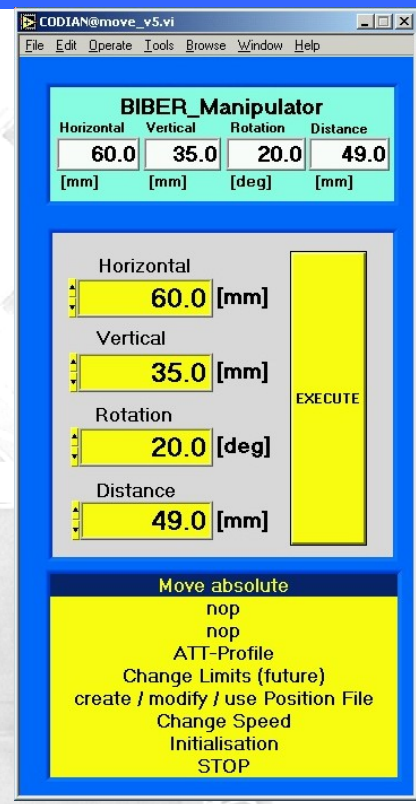 CODIAN@move_v5.vi
File Edit Operate Tools Browse Window Help
BIBER_Manipulator
Horizontal Vertical Rotation Distance
60.0 35.0 20.0 49.0
[mm] [mm] [deg] [mm]
Horizontal
60.0 [mm]
Vertical
35.0 [mm]
EXECUTE
Rotation
20.0 [deg]
Distance
49.0 [mm]
Move absolute
nop
nop
ATT-Profile
Change Limits (future)
create / modify / use Position File
Change Speed
Initialisation
STOP